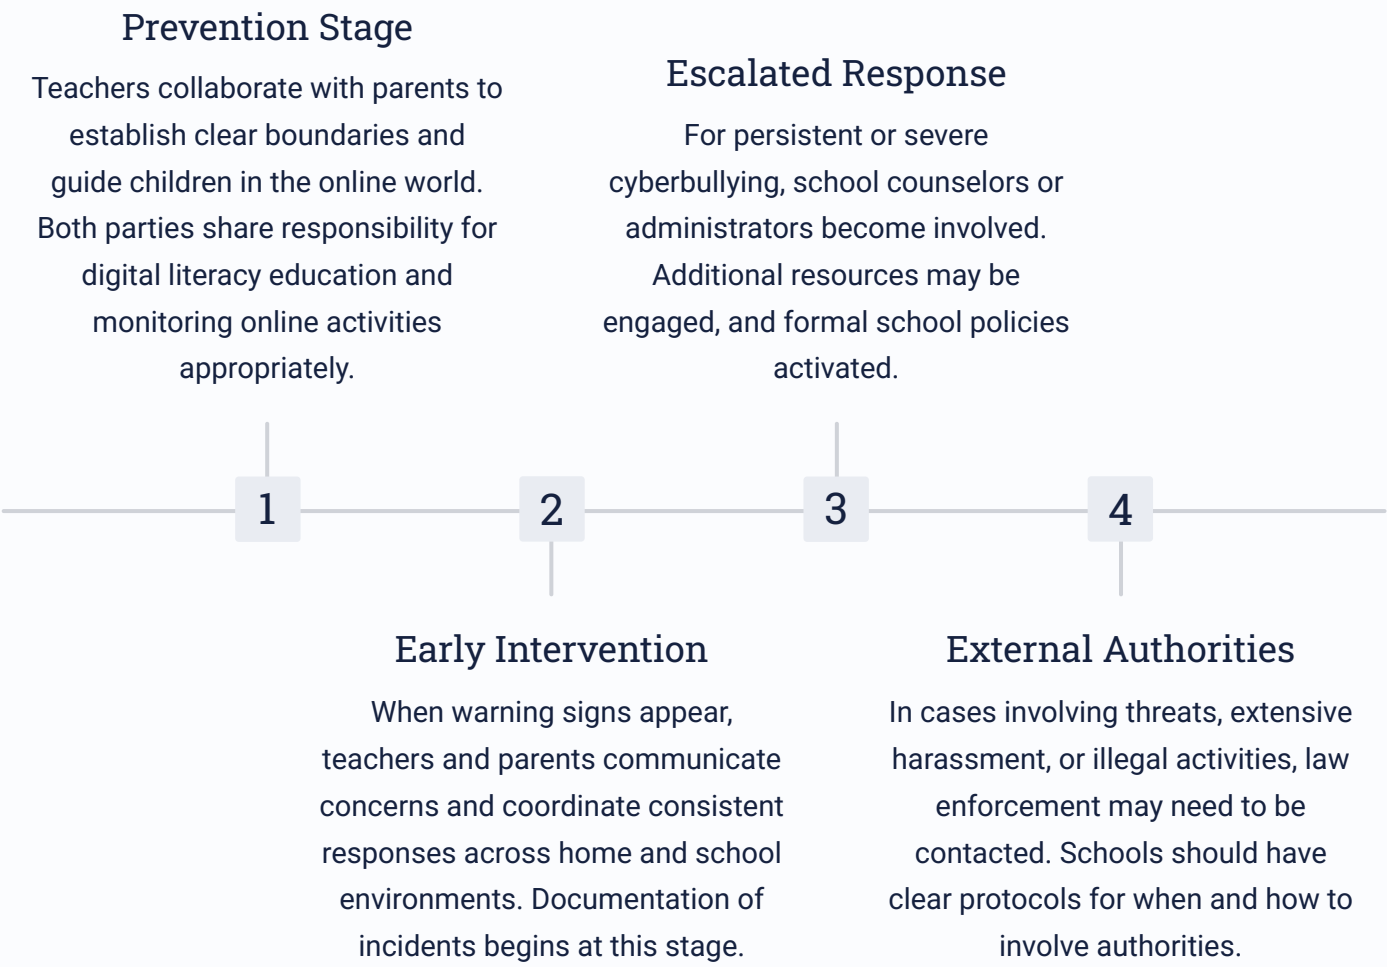 Prevention Stage
Teachers collaborate with parents to
establish clear boundaries and
guide children in the online world.
Both parties share responsibility for
digital literacy education and
monitoring online activities
appropriately.
1
Early Intervention
When warning signs appear,
teachers and parents communicate
concerns and coordinate consistent
responses across home and school
environments. Documentation of
incidents begins at this stage.
2
Escalated Response
For persistent or severe
cyberbullying, school counselors or
administrators become involved.
Additional resources may be
engaged, and formal school policies
activated.
3
External Authorities
In cases involving threats, extensive
harassment, or illegal activities, law
enforcement may need to be
contacted. Schools should have
clear protocols for when and how to
involve authorities.
4